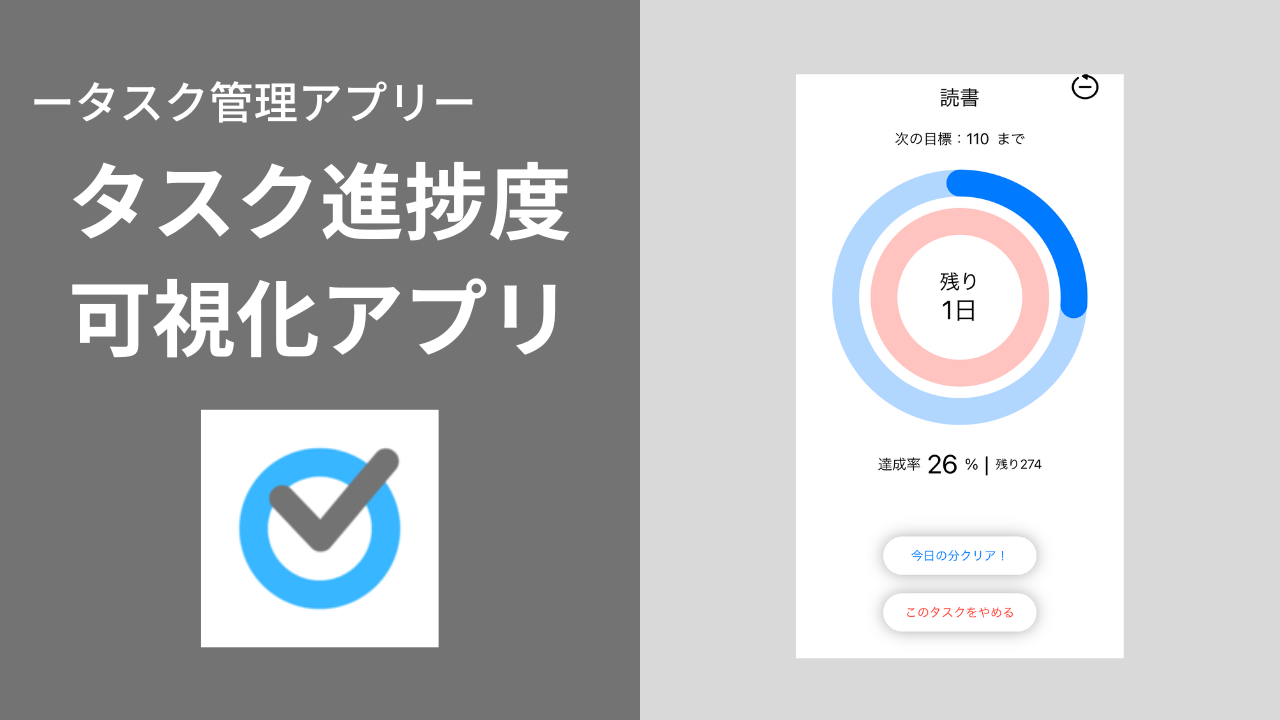 ータスク管理アプリー
タスク進捗度
可視化アプリ
読書
次の目標：110 まで
残り
1日
達成率 26 % | 残り274
今日の分クリア！
このタスクをやめる